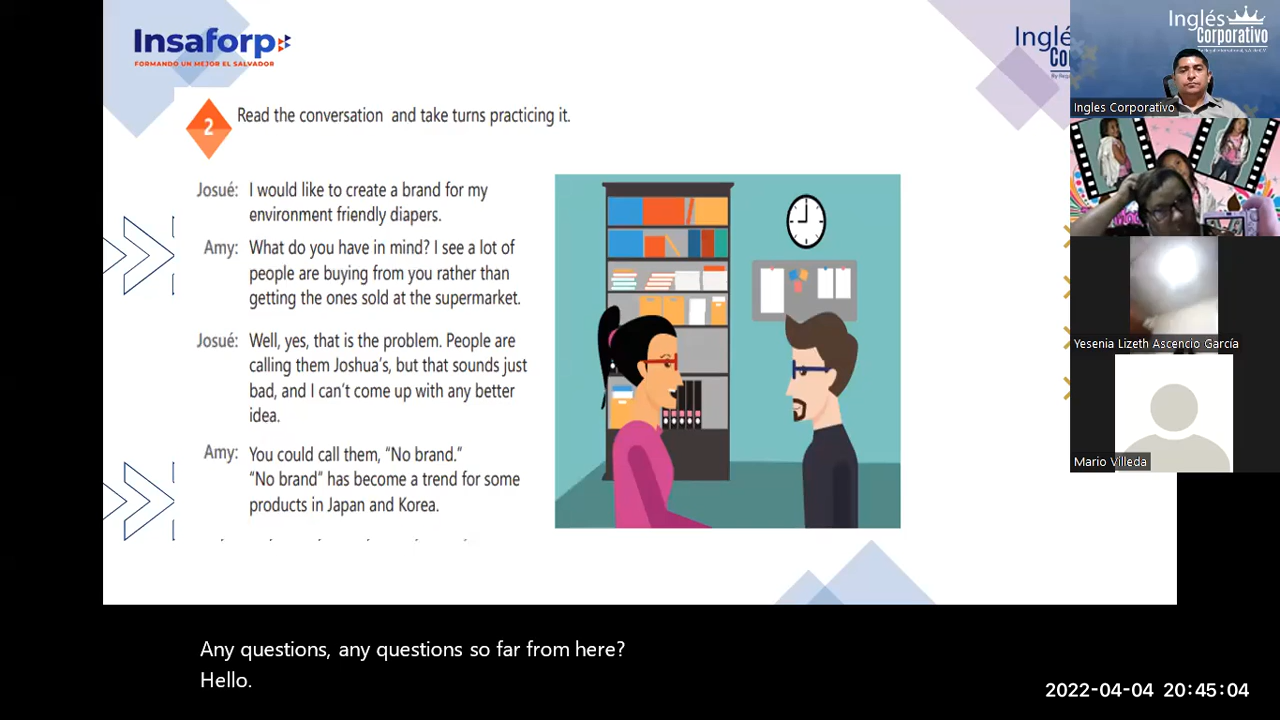 Insaforp
FORMANDO UN MEJOR EL SALVADOR
Inglés
Corporativo
Ingles Corporativo
2
Read the conversation and take turns practicing it.
Josué: I would like to create a brand for my
environment friendly diapers.
Amy: What do you have in mind? I see a lot of
people are buying from you rather than
getting the ones sold at the supermarket.
Josué: Well, yes, that is the problem. People are
calling them Joshua's, but that sounds just
bad, and I can't come up with any better
idea.
Amy: You could call them, “No brand.”
“No brand” has become a trend for some
products in Japan and Korea.
Yesenia Lizeth Ascencio García
Mario Villeda
Any questions, any questions so far from here?
Hello.
2022-04-04 20:45:04